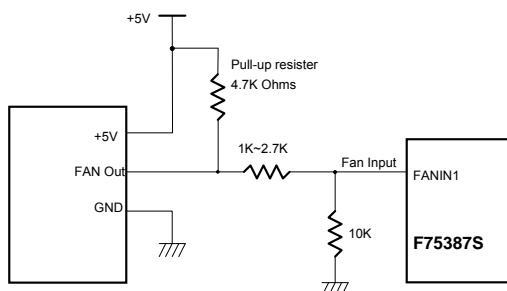 +5V
Pull-up resister
4.7K Ohms
+5V
1K~2.7K
Fan Input
FAN Out
FANIN1
GND
10K
F75387S